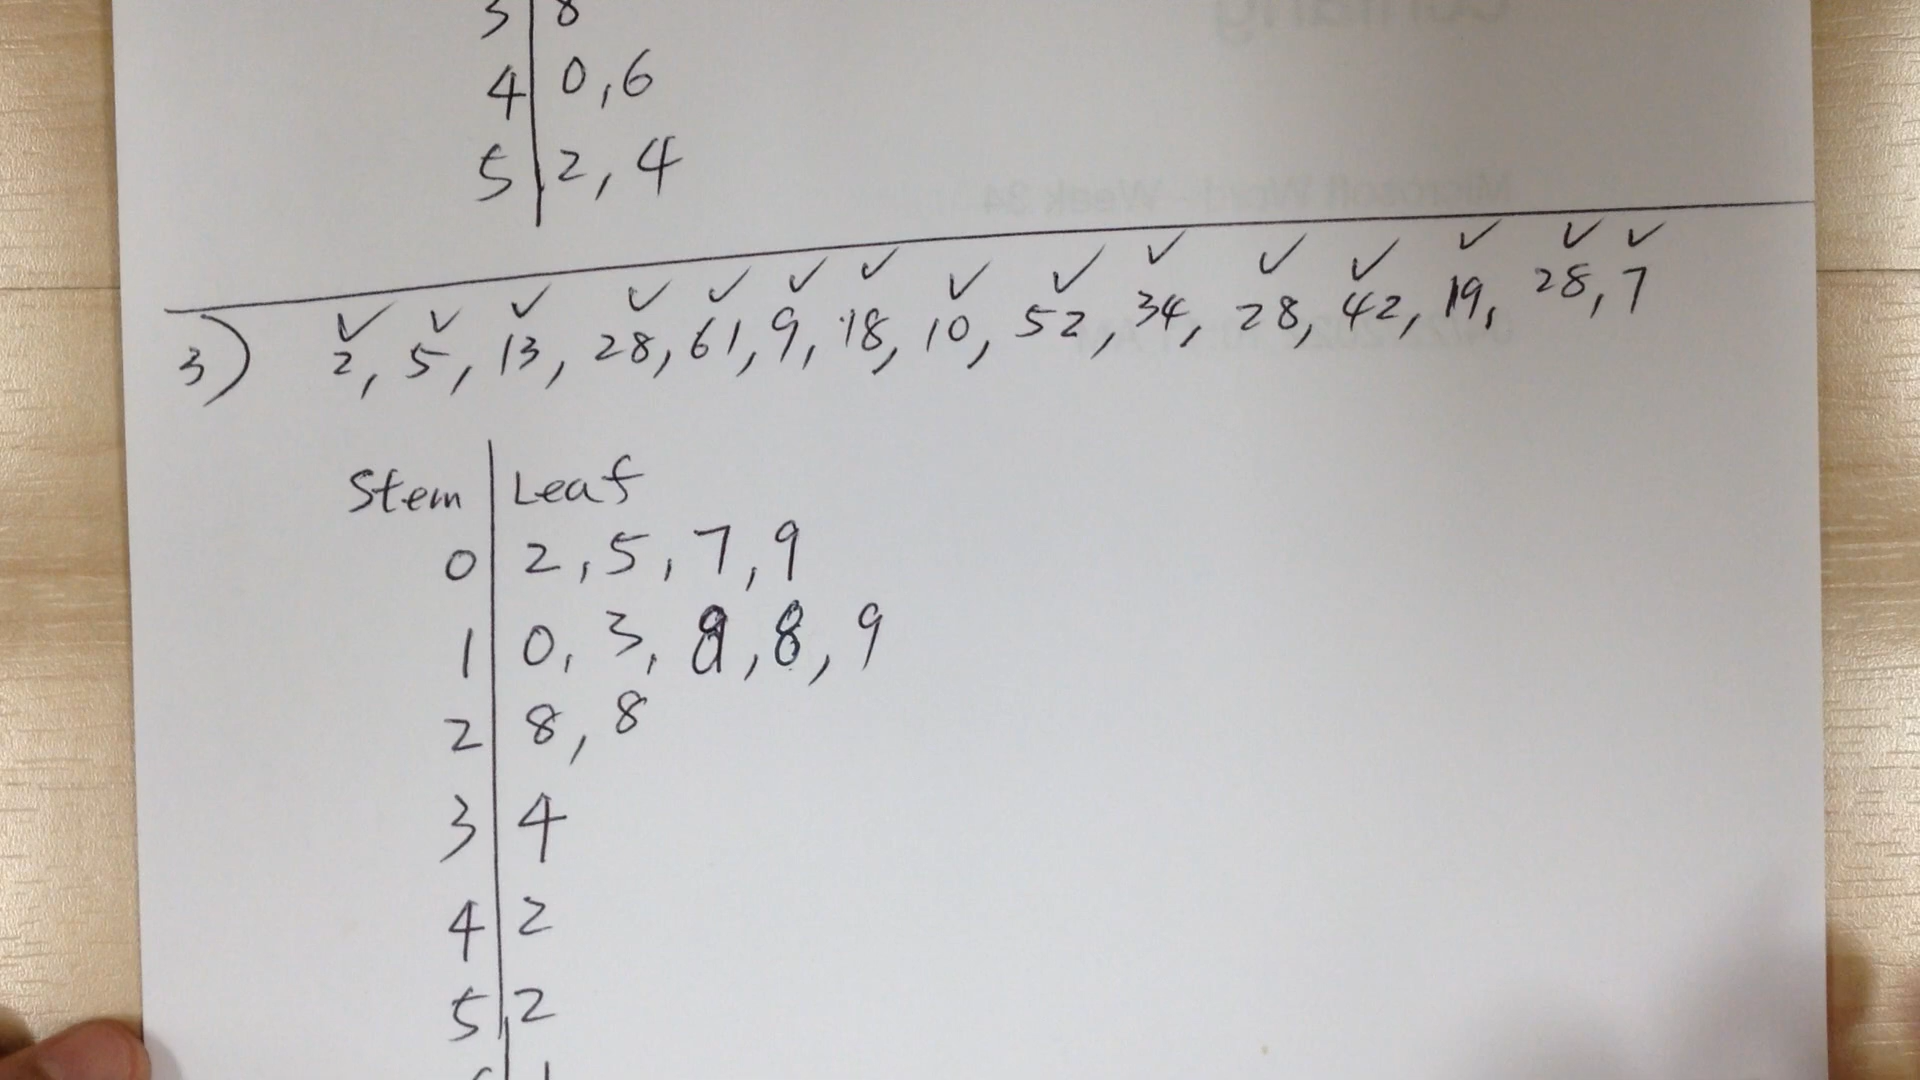 3 | 8
4 | 0, 6
5 | 2, 4
3) 2, 5, 13, 28, 61, 9, 18, 10, 52, 34, 28, 42, 19, 28, 7
Stem | Leaf
0 | 2, 5, 7, 9
1 | 0, 3, 8, 8, 9
2 | 8, 8
3 | 4
4 | 2
5 | 2